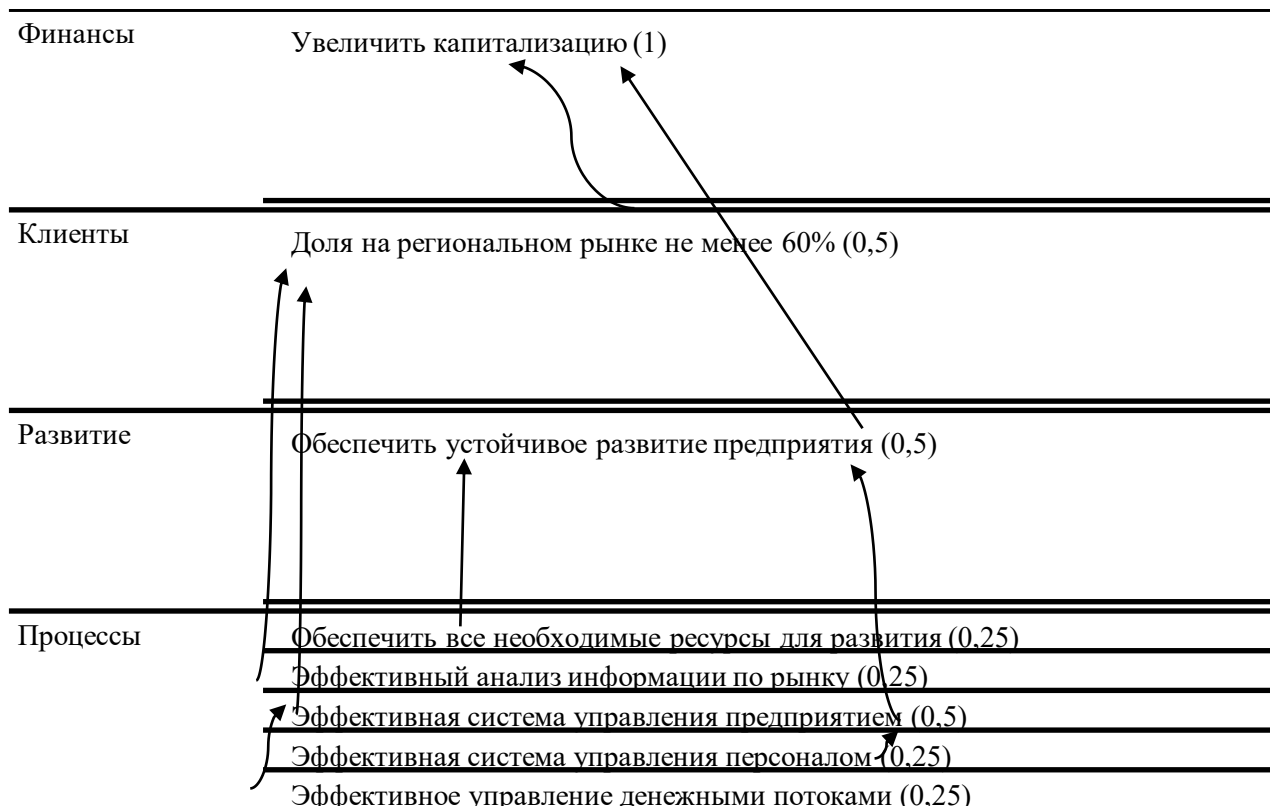 Финансы
Увеличить капитализацию (1)
Клиенты
Доля на региональном рынке не менее 60% (0,5)
Развитие
Обеспечить устойчивое развитие предприятия (0,5)
Процессы
Обеспечить все необходимые ресурсы для развития (0,25)
Эффективный анализ информации по рынку (0,25)
Эффективная система управления предприятием (0,5)
Эффективная система управления персоналом (0,25)
Эффективное управление денежными потоками (0,25)